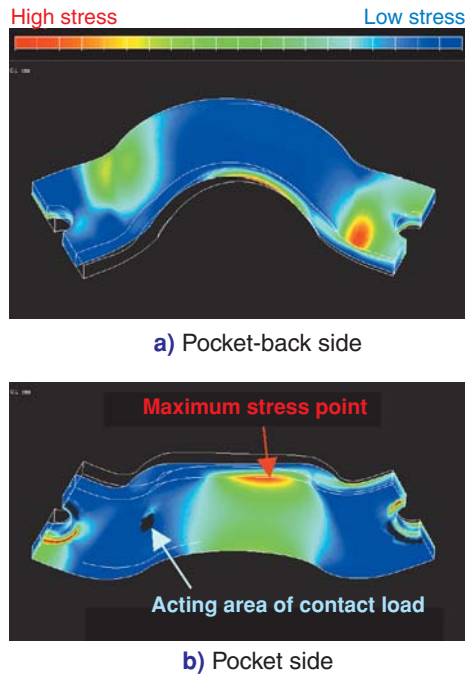 High stress Low stress
a) Pocket-back side
Maximum stress point
Acting area of contact load
b) Pocket side